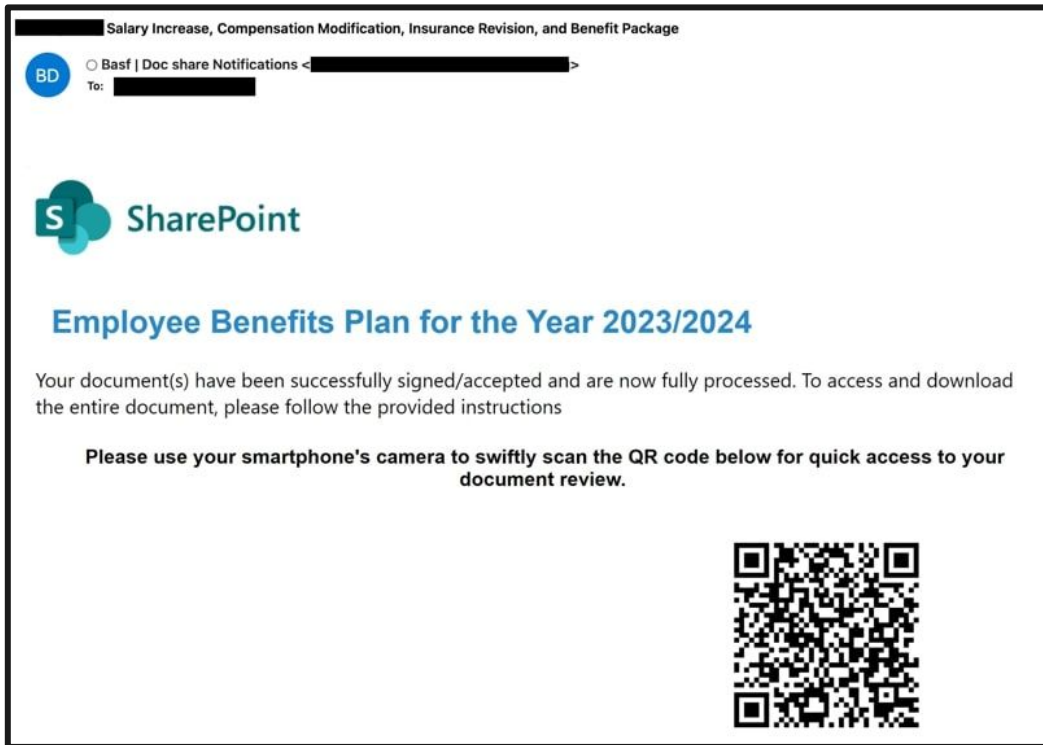 Salary Increase, Compensation Modification, Insurance Revision, and Benefit Package
BD
Basf | Doc share Notifications < >
To:
S SharePoint
Employee Benefits Plan for the Year 2023/2024
Your document(s) have been successfully signed/accepted and are now fully processed. To access and download
the entire document, please follow the provided instructions
Please use your smartphone's camera to swiftly scan the QR code below for quick access to your
document review.